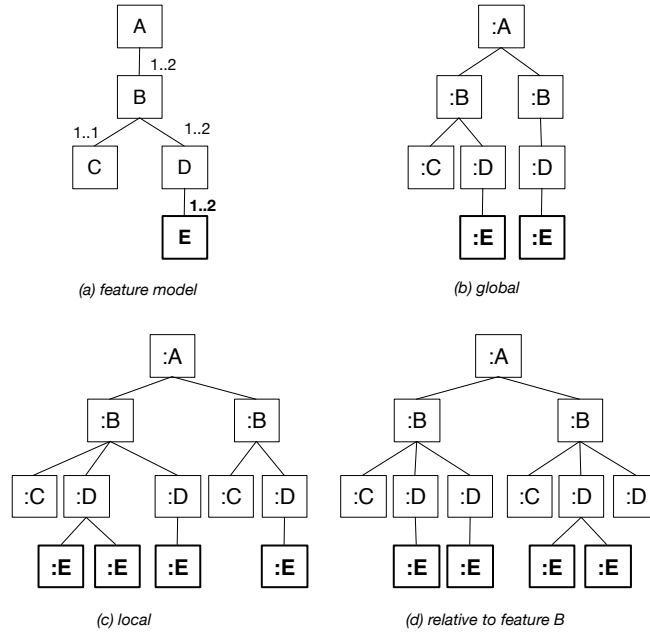 A
1..2
B
1..1 1..2
C D
1..2
E
(a) feature model
:A
:B :B
:C :D :D
:E :E
(b) global
:A
:B :B
:C :D :D :C :D
:E :E :E :E
(c) local
:A
:B :B
:C :D :D :C :D :D
:E :E :E :E
(d) relative to feature B